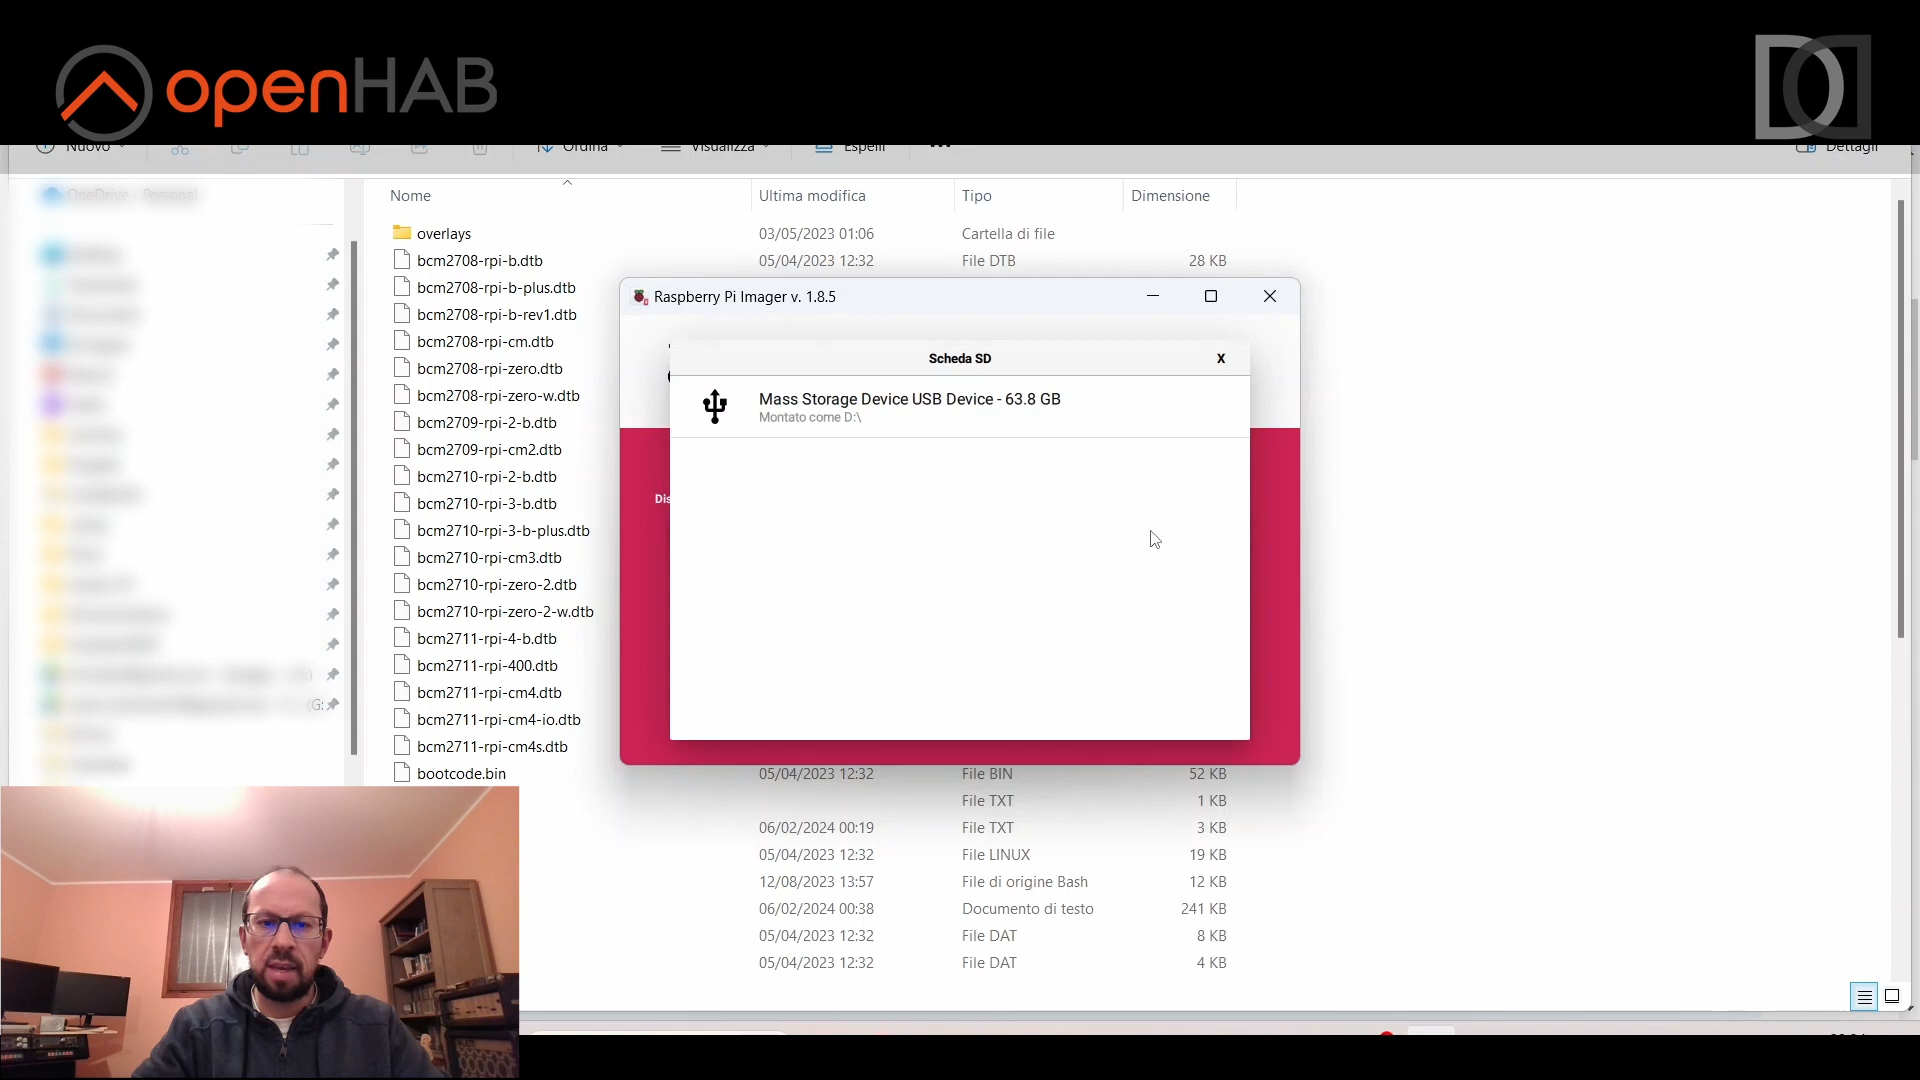 openHAB
Nuovo
Ordina
Visualizza
Espelli
Dettagli
OneDrive - Personal
Nome
Ultima modifica
Tipo
Dimensione
overlays
03/05/2023 01:06
Cartella di file
bcm2708-rpi-b.dtb
05/04/2023 12:32
File DTB
28 KB
bcm2708-rpi-b-plus.dtb
bcm2708-rpi-b-rev1.dtb
bcm2708-rpi-cm.dtb
bcm2708-rpi-zero.dtb
bcm2708-rpi-zero-w.dtb
bcm2709-rpi-2-b.dtb
bcm2709-rpi-cm2.dtb
bcm2710-rpi-2-b.dtb
bcm2710-rpi-3-b.dtb
bcm2710-rpi-3-b-plus.dtb
bcm2710-rpi-cm3.dtb
bcm2710-rpi-zero-2.dtb
bcm2710-rpi-zero-2-w.dtb
bcm2711-rpi-4-b.dtb
bcm2711-rpi-400.dtb
bcm2711-rpi-cm4.dtb
bcm2711-rpi-cm4-io.dtb
bcm2711-rpi-cm4s.dtb
bootcode.bin
05/04/2023 12:32
File BIN
52 KB
File TXT
1 KB
06/02/2024 00:19
File TXT
3 KB
05/04/2023 12:32
File LINUX
19 KB
12/08/2023 13:57
File di origine Bash
12 KB
06/02/2024 00:38
Documento di testo
241 KB
05/04/2023 12:32
File DAT
8 KB
05/04/2023 12:32
File DAT
4 KB
Raspberry Pi Imager v. 1.8.5
Scheda SD
X
Mass Storage Device USB Device - 63.8 GB
Montato come D:\
Dis
(G: